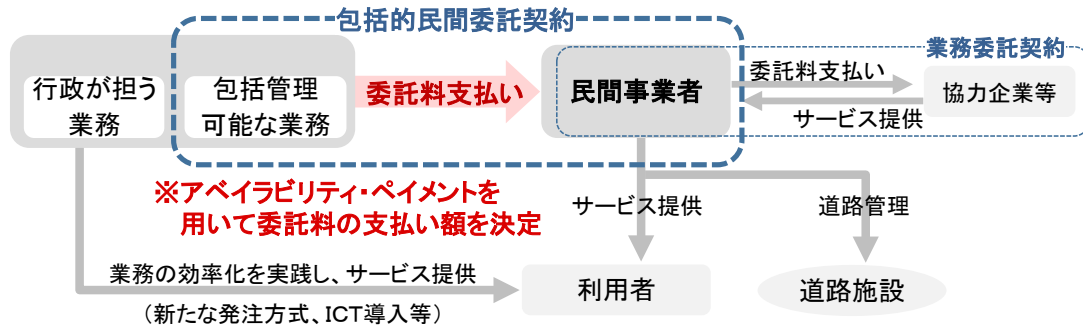 包括的民間委託契約
業務委託契約
行政が担う
業務
包括管理
可能な業務
委託料支払い
民間事業者
委託料支払い
サービス提供
協力企業等
※アベイラビリティ・ペイメントを
用いて委託料の支払い額を決定
サービス提供
道路管理
業務の効率化を実践し、サービス提供
（新たな発注方式、ICT導入等）
利用者
道路施設